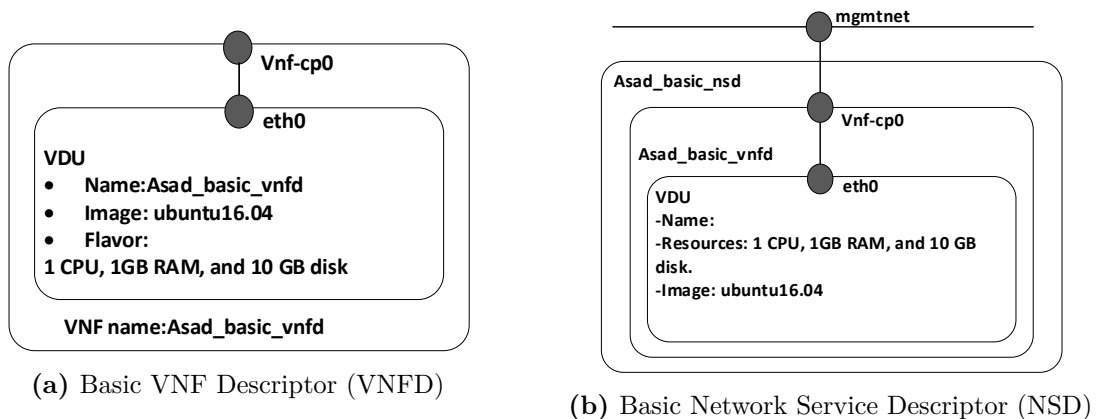 Vnf-cp0
eth0
VDU
• Name:Asad_basic_vnfd
• Image: ubuntu16.04
• Flavor:
1 CPU, 1GB RAM, and 10 GB disk
VNF name:Asad_basic_vnfd
(a) Basic VNF Descriptor (VNFD)
mgmtnet
Asad_basic_nsd
Vnf-cp0
Asad_basic_vnfd
eth0
VDU
-Name:
-Resources: 1 CPU, 1GB RAM, and 10 GB
disk.
-Image: ubuntu16.04
(b) Basic Network Service Descriptor (NSD)